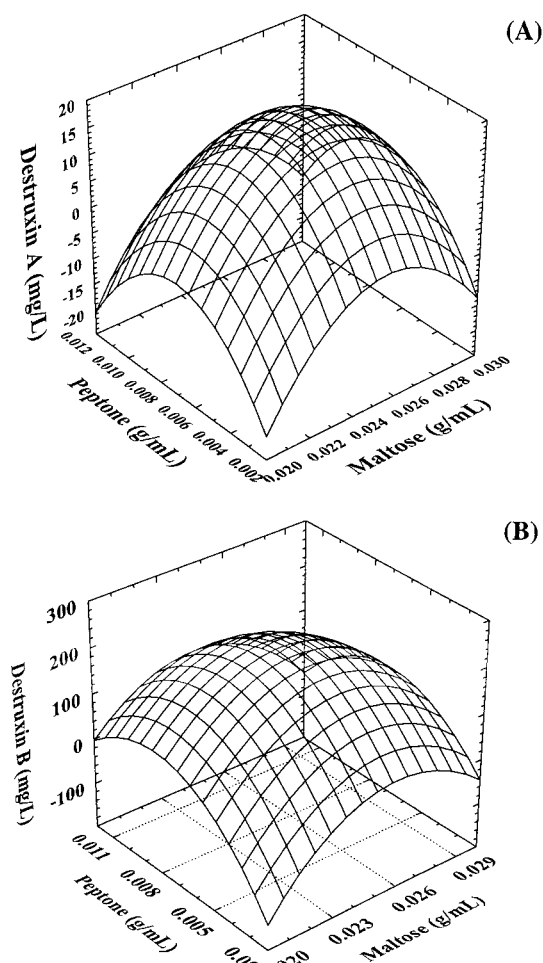 (A)
20
15
10
5
0
-5
-10
-15
-20
Destruxin A (mg/L)
0.012 0.010 0.008 0.006 0.004 0.002
Peptone (g/mL)
0.020 0.022 0.024 0.026 0.028 0.030
Maltose (g/mL)
(B)
300
200
100
0
-100
Destruxin B (mg/L)
0.011 0.008 0.005
Peptone (g/mL)
0.023 0.026 0.029
Maltose (g/mL)